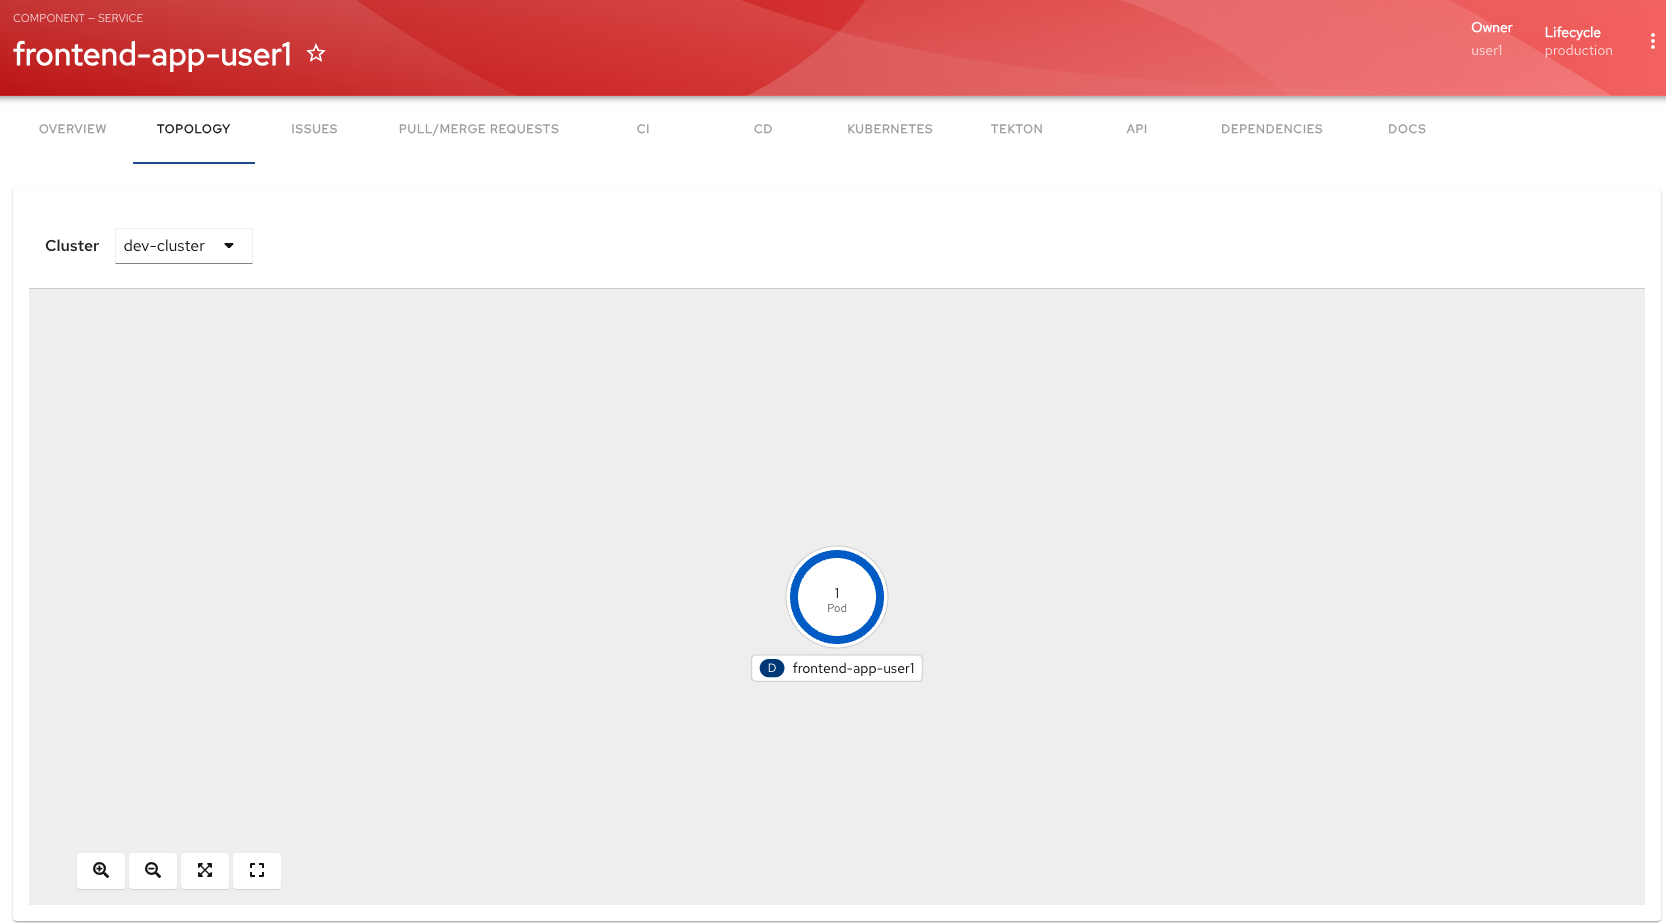 COMPONENT — SERVICE
frontend-app-user1
Owner
user1
Lifecycle
production
OVERVIEW
TOPOLOGY
ISSUES
PULL/MERGE REQUESTS
CI
CD
KUBERNETES
TEKTON
API
DEPENDENCIES
DOCS
Cluster
dev-cluster
1
Pod
D frontend-app-user1